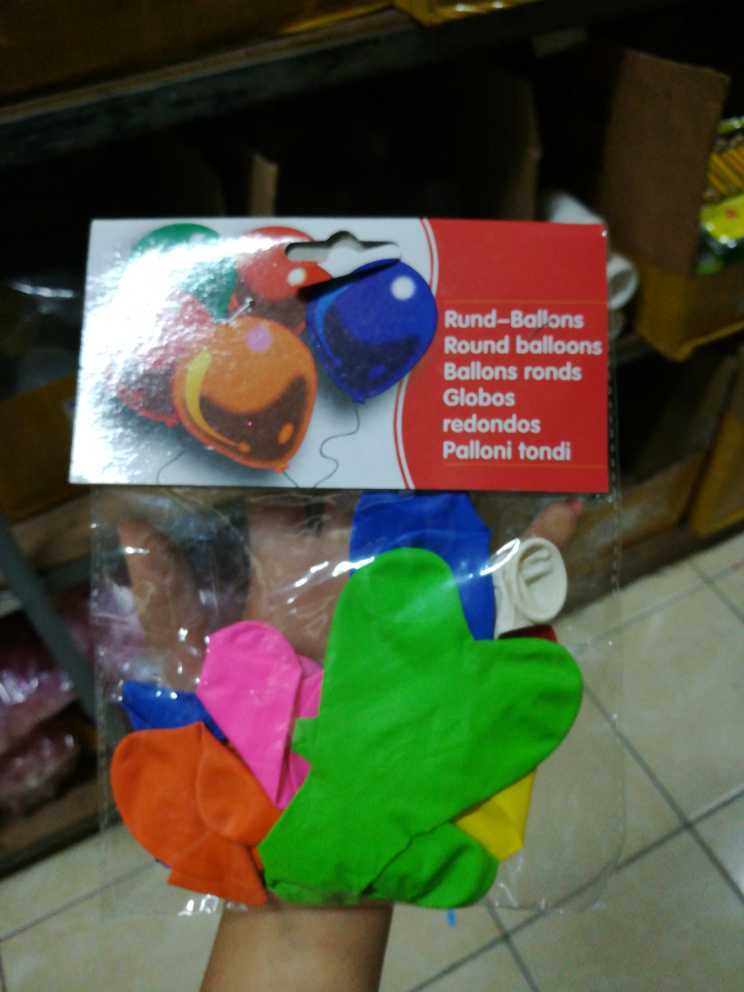 Rund-Ballons
Round balloons
Ballons ronds
Globos
redondos
Palloni tondi